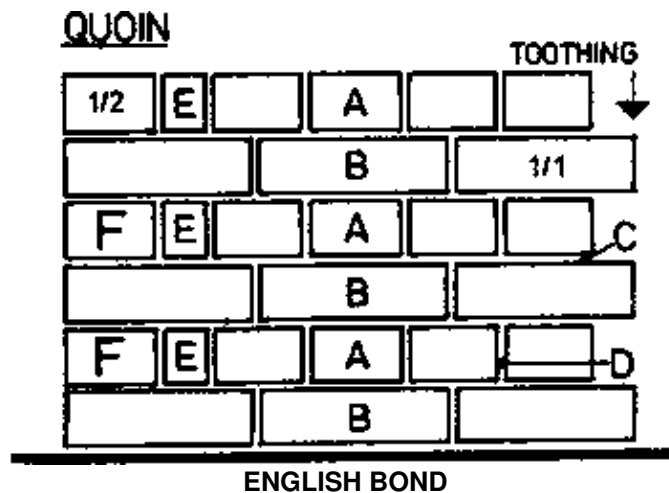 QUOIN
TOOTHING
1/2 E A
B 1/1
F E A
C
B
F E A
D
B
ENGLISH BOND